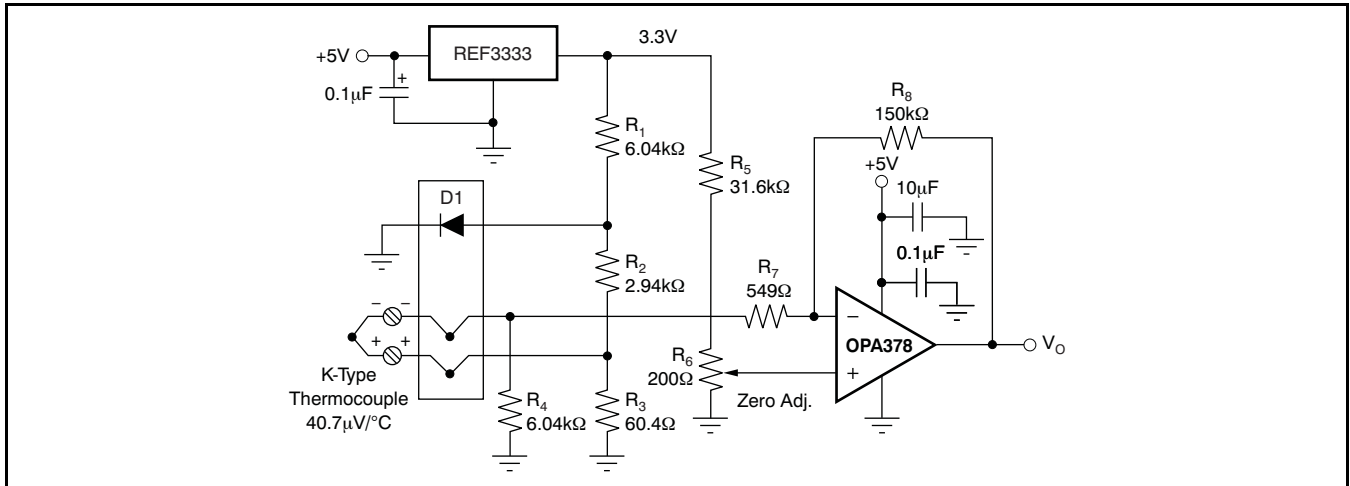 +5V
REF3333
3.3V
+
0.1µF
R1
6.04kΩ
R5
31.6kΩ
R8
150kΩ
+5V
10µF
0.1µF
D1
R2
2.94kΩ
R7
549Ω
− −
+ +
K-Type
Thermocouple
40.7µV/°C
R4
6.04kΩ
R3
60.4Ω
R6
200Ω
Zero Adj.
−
OPA378
+
VO